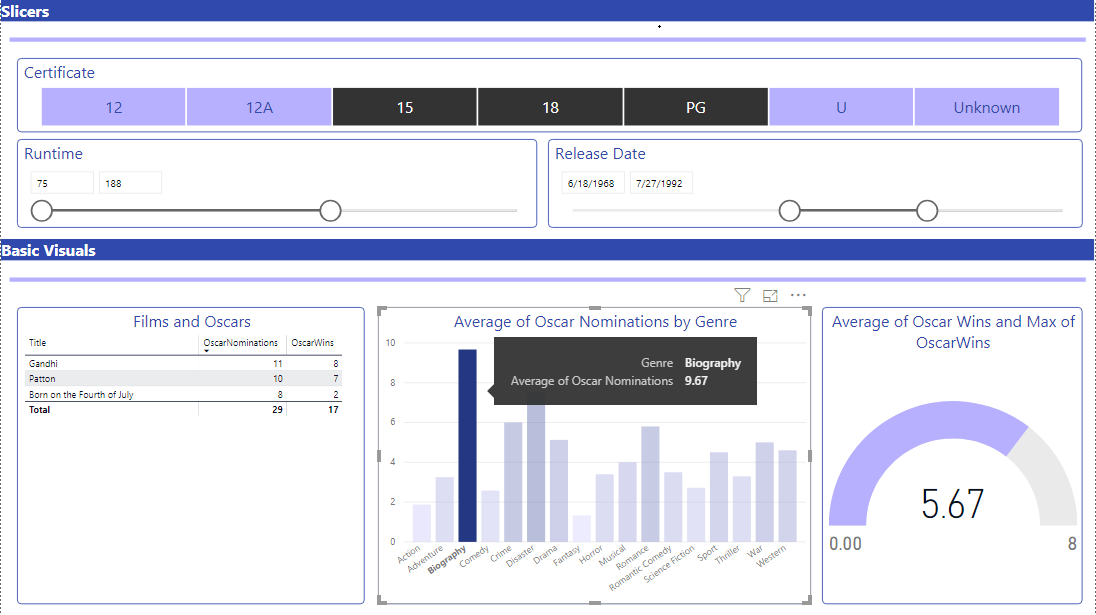 Slicers
Certificate
12 12A 15 18 PG U Unknown
Runtime
75 188
Release Date
6/18/1968 7/27/1992
Basic Visuals
Films and Oscars
Title OscarNominations OscarWins
Gandhi 11 8
Patton 10 7
Born on the Fourth of July 8 2
Total 29 17
Average of Oscar Nominations by Genre
10
8
6
4
2
0
Genre Biography
Average of Oscar Nominations 9.67
Action
Adventure
Biography
Comedy
Crime
Disaster
Drama
Fantasy
Horror
Musical
Romance
Romantic Comedy
Science Fiction
Sport
Thriller
War
Western
Average of Oscar Wins and Max of
OscarWins
5.67
0.00 8